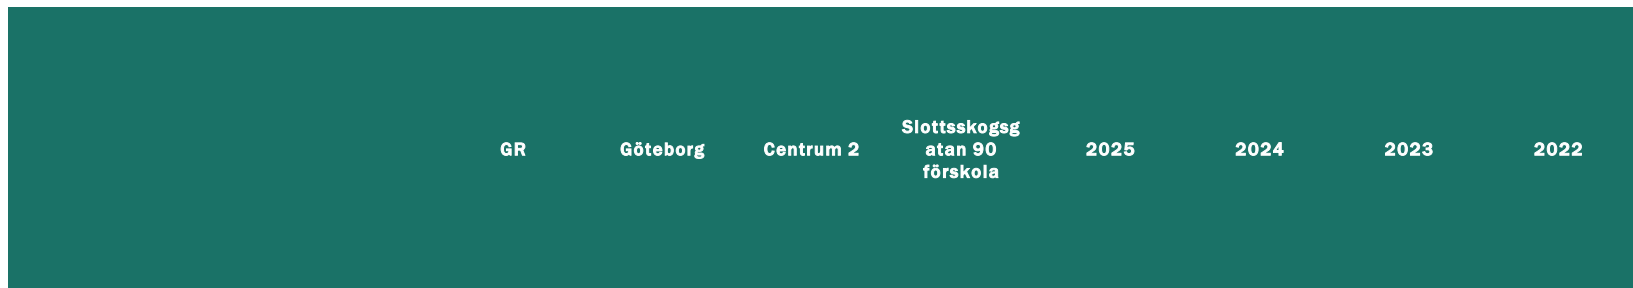 GR
Göteborg
Centrum 2
Slottsskogsg
atan 90
förskola
2025
2024
2023
2022